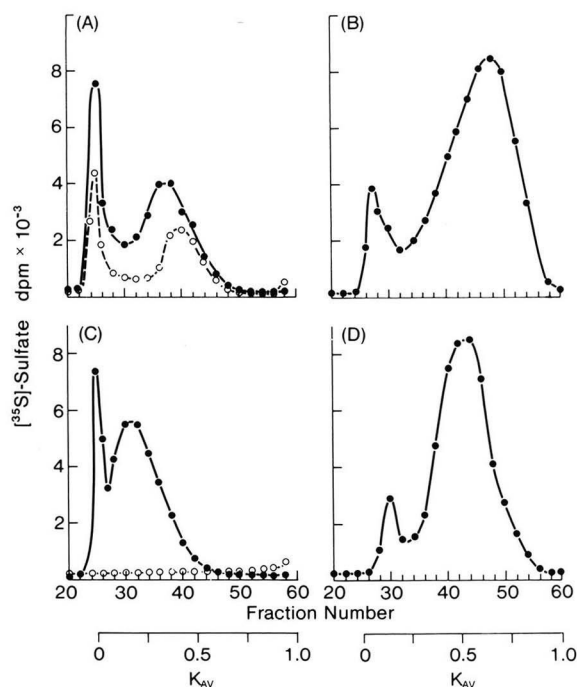 (A)
(B)
8
6
4
2
(C)
(D)
8
6
4
2
[35S]-Sulfate dpm × 10-3
20 30 40 50 60 20 30 40 50 60
Fraction Number
0 0.5 1.0 0 0.5 1.0
KAV KAV